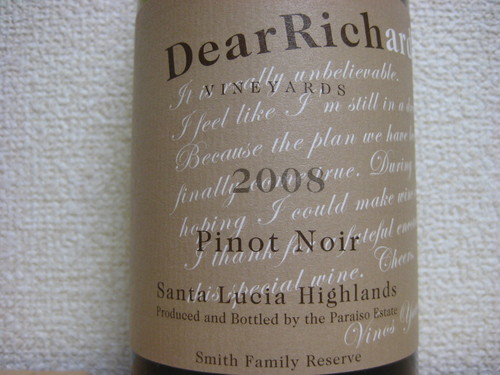 DearRichard
VINEYARDS
It is really unbelievable.
I feel like I'm still in a
Because the plan we have
2008
finally come true. During
hoping I could make wine
Pinot Noir
I thank for grateful
this special wine. Cheers
Santa Lucia Highlands
Produced and Bottled by the Paraiso Estate
Vinos
Smith Family Reserve